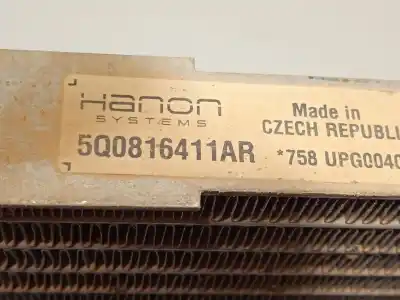 Hanon
SYSTEMS
5Q0816411AR
Made in
CZECH REPUBLI
*758 UPG0040